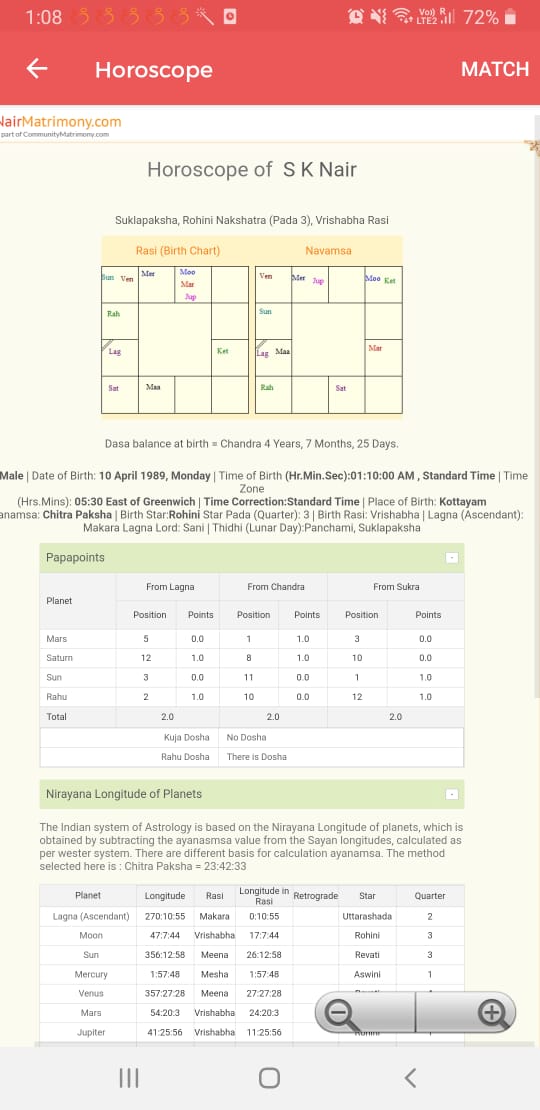 1:08 Vo)) R LTE2 72%
Horoscope MATCH
NairMatrimony.com
part of CommunityMatrimony.com
Horoscope of S K Nair
Suklapaksha, Rohini Nakshatra (Pada 3), Vrishabha Rasi
Rasi (Birth Chart) Navamsa
Sun Ven Mer Moo Mar Jup Ven Mer Jup Moo Ket
Rah Sun
Lag Ket Lag Maa Mar
Sat Maa Rah Sat
Dasa balance at birth = Chandra 4 Years, 7 Months, 25 Days.
Male | Date of Birth: 10 April 1989, Monday | Time of Birth (Hr.Min.Sec):01:10:00 AM , Standard Time | Time
Zone
(Hrs.Mins): 05:30 East of Greenwich | Time Correction:Standard Time | Place of Birth: Kottayam
anamsa: Chitra Paksha | Birth Star:Rohini Star Pada (Quarter): 3 | Birth Rasi: Vrishabha | Lagna (Ascendant):
Makara Lagna Lord: Sani | Thidhi (Lunar Day):Panchami, Suklapaksha
Papapoints
Planet From Lagna From Chandra From Sukra
Position Points Position Points Position Points
Mars 5 0.0 1 1.0 3 0.0
Saturn 12 1.0 8 1.0 10 0.0
Sun 3 0.0 11 0.0 1 1.0
Rahu 2 1.0 10 0.0 12 1.0
Total 2.0 2.0 2.0
Kuja Dosha No Dosha
Rahu Dosha There is Dosha
Nirayana Longitude of Planets
The Indian system of Astrology is based on the Nirayana Longitude of planets, which is
obtained by subtracting the ayanasmsa value from the Sayan longitudes, calculated as
per wester system. There are different basis for calculation ayanamsa. The method
selected here is : Chitra Paksha = 23:42:33
Planet Longitude Rasi Longitude in Rasi Retrograde Star Quarter
Lagna (Ascendant) 270:10:55 Makara 0:10:55 Uttarashada 2
Moon 47:7:44 Vrishabha 17:7:44 Rohini 3
Sun 356:12:58 Meena 26:12:58 Revati 3
Mercury 1:57:48 Mesha 1:57:48 Aswini 1
Venus 357:27:28 Meena 27:27:28
Mars 54:20:3 Vrishabha 24:20:3
Jupiter 41:25:56 Vrishabha 11:25:56